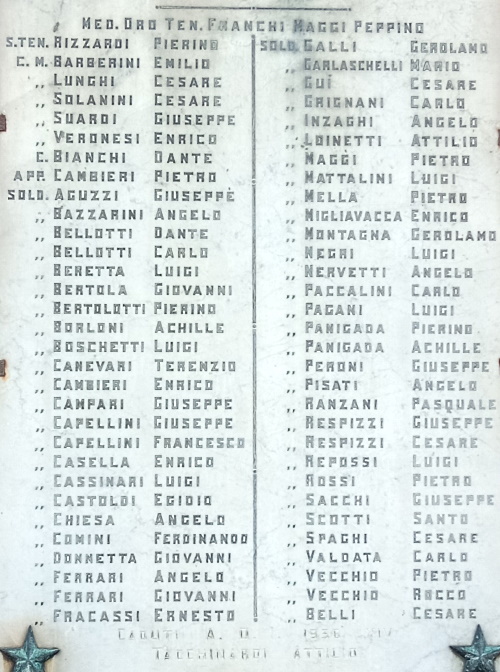 MED. ORO TEN. FRANCHI MAGGI PEPPINO
S.TEN. RIZZARDI PIERINO
C.M. BARBERINI EMILIO
,, LUNGHI CESARE
,, SOLANINI CESARE
,, SUARDI GIUSEPPE
,, VERONESI ENRICO
C. BIANCHI DANTE
APP. CAMBIERI PIETRO
SOLD. AGUZZI GIUSEPPE
,, BAZZARINI ANGELO
,, BELLOTTI DANTE
,, BELLOTTI CARLO
,, BERETTA LUIGI
,, BERTOLA GIOVANNI
,, BERTOLOTTI PIERINO
,, BORLONI ACHILLE
,, BOSCHETTI LUIGI
,, CANEVARI TERENZIO
,, CAMBIERI ENRICO
,, CAMPARI GIUSEPPE
,, CAPELLINI GIUSEPPE
,, CAPELLINI FRANCESCO
,, CASELLA ENRICO
,, CASSINARI LUIGI
,, CASTOLDI EGIDIO
,, CHIESA ANGELO
,, COMINI FERDINANDO
,, DONNETTA GIOVANNI
,, FERRARI ANGELO
,, FERRARI GIOVANNI
,, FRACASSI ERNESTO
SOLD. GALLI GEROLAMO
,, GARLASCHELLI MARIO
,, GUI CESARE
,, GRIGNANI CARLO
,, INZAGHI ANGELO
,, LOINETTI ATTILIO
,, MAGGI PIETRO
,, MATTALINI LUIGI
,, MELLA PIETRO
,, MIGLIAVACCA ENRICO
,, MONTAGNA GEROLAMO
,, NEGRI LUIGI
,, NERVETTI ANGELO
,, PACCALINI CARLO
,, PAGANI LUIGI
,, PANIGADA PIERINO
,, PANIGADA ACHILLE
,, PERONI GIUSEPPE
,, PISATI ANGELO
,, RANZANI PASQUALE
,, RESPIZZI GIUSEPPE
,, RESPIZZI CESARE
,, REPOSSI LUIGI
,, ROSSI PIETRO
,, SACCHI GIUSEPPE
,, SCOTTI SANTO
,, SPAGHI CESARE
,, VALDATA CARLO
,, VECCHIO PIETRO
,, VECCHIO ROCCO
,, BELLI CESARE
CADUTI A. O. 1936
TACCHINARDI ATTILIO